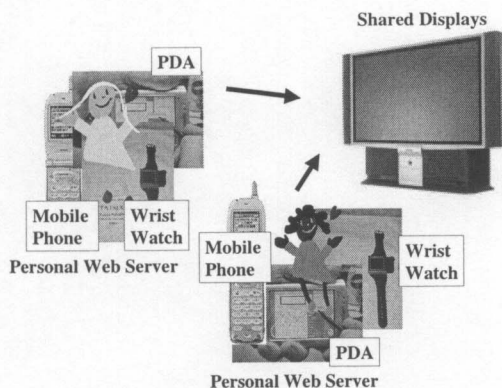 Shared Displays
PDA
Mobile
Phone
Wrist
Watch
Personal Web Server
Mobile
Phone
Wrist
Watch
PDA
Personal Web Server